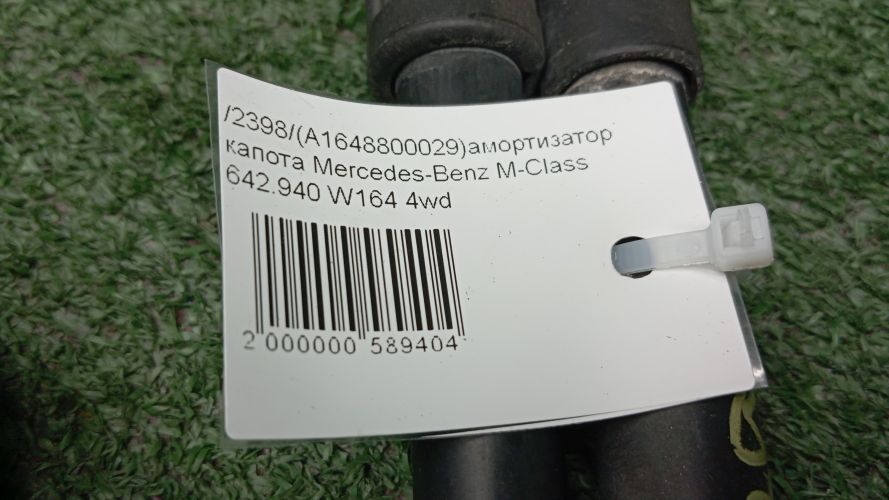 /2398/(A1648800029)амортизатор
капота Mercedes-Benz M-Class
642.940 W164 4wd
2 000000 589404